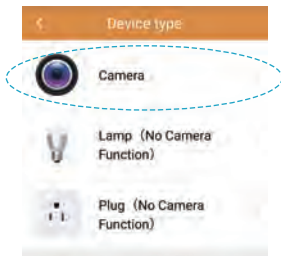 Device type
Camera
Lamp（No Camera
Function）
Plug（No Camera
Function）